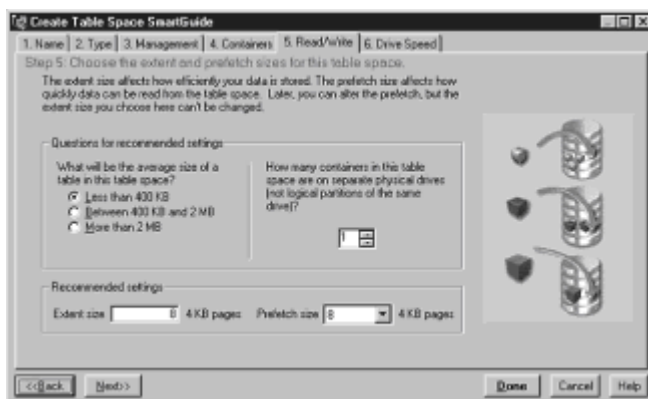 Create Table Space SmartGuide
1. Name 2. Type 3. Management 4. Containers 5. Read/Write 6. Drive Speed
Step 5: Choose the extent and prefetch sizes for this table space.
The extent size affects how efficiently your data is stored. The prefetch size affects how
quickly data can be read from the table space. Later, you can alter the prefetch, but the
extent size you choose here can't be changed.
Questions for recommended settings
What will be the average size of a
table in this table space?
Less than 400 KB
Between 400 KB and 2 MB
More than 2 MB
How many containers in this table
space are on separate physical drives
(not logical partitions of the same
drive)?
1
Recommended settings
Extent size 8 4 KB pages Prefetch size 8 4 KB pages
<<Back Next>> Done Cancel Help